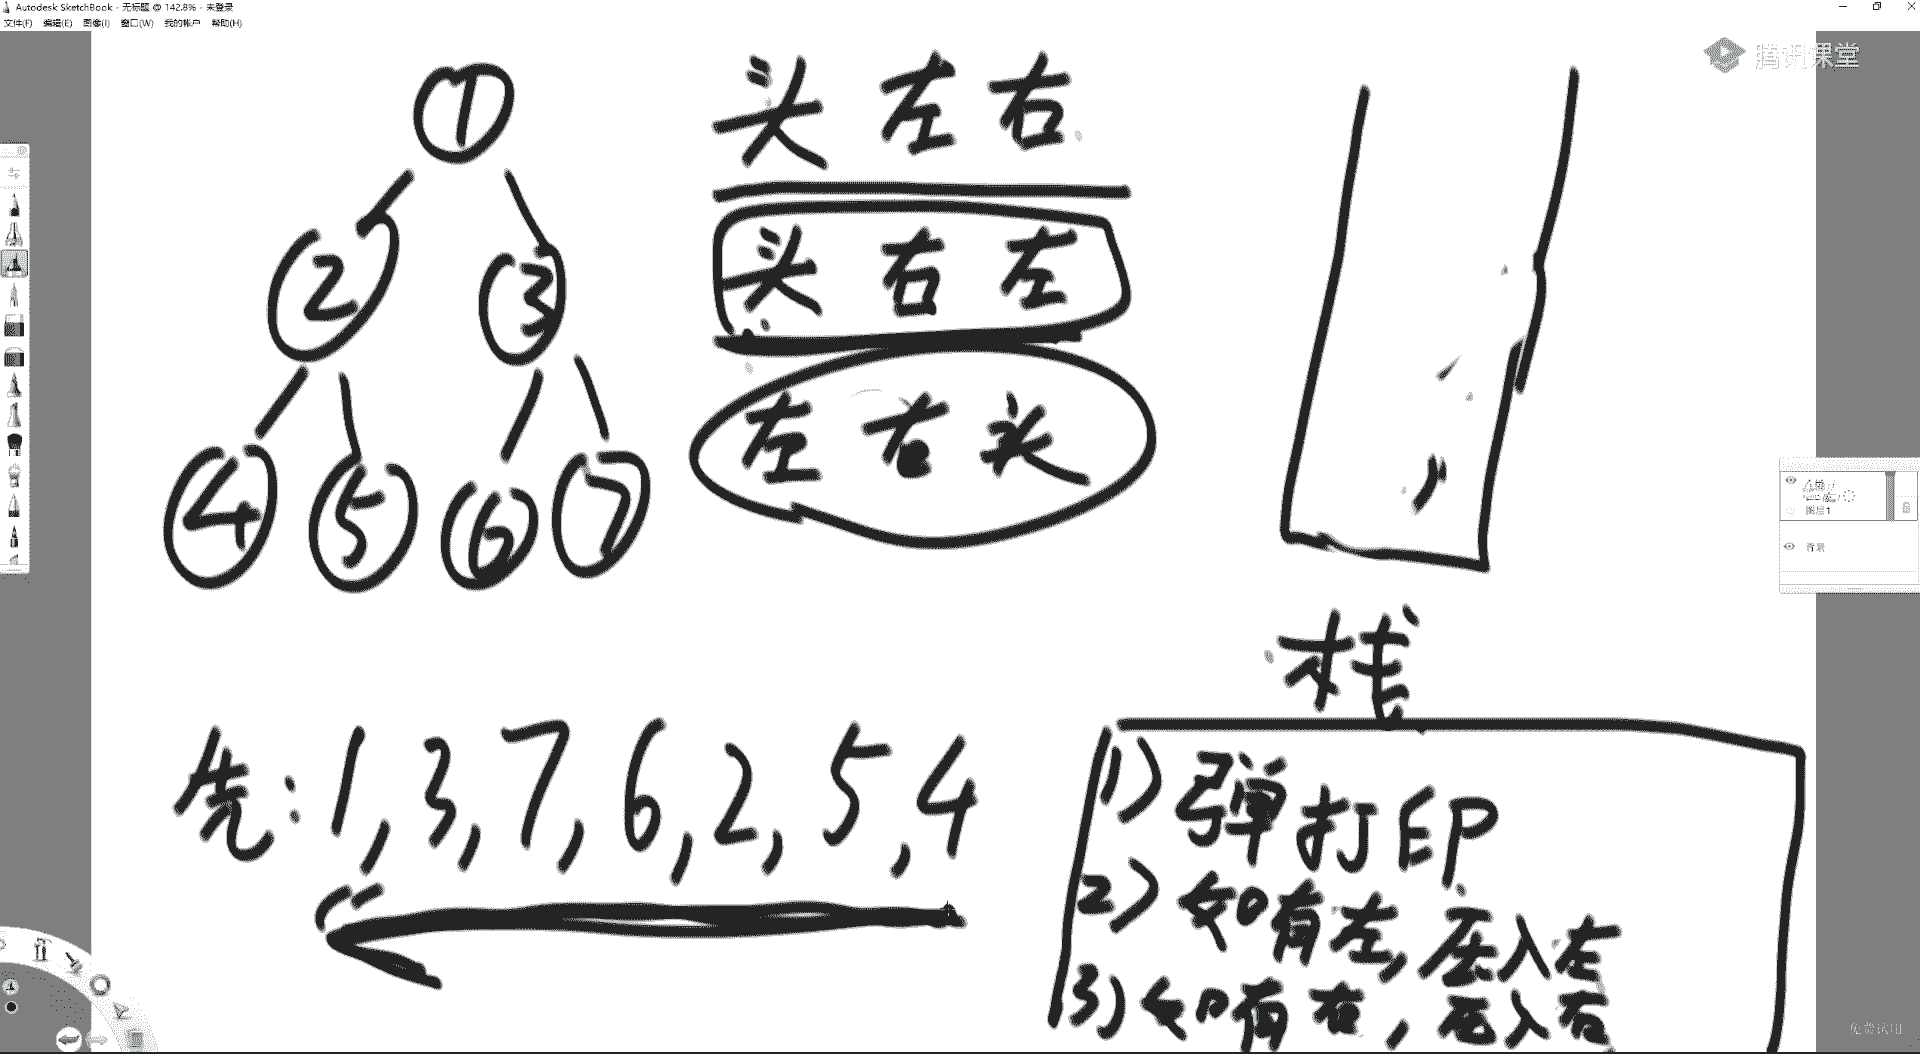 Autodesk SketchBook - 无标题 @ 142.8% - 未登录
文件(F) 编辑(E) 图像(I) 窗口(W) 我的帐户 帮助(H)
腾讯课堂
1
2 3
4 5 6 7
头 左 右
头 右 左
左 右 头
栈
先: 1, 3, 7, 6, 2, 5, 4
1) 弹 打印
2) 如有左, 压入左
3) 如有右, 压入右
图层1
背景
免费试用